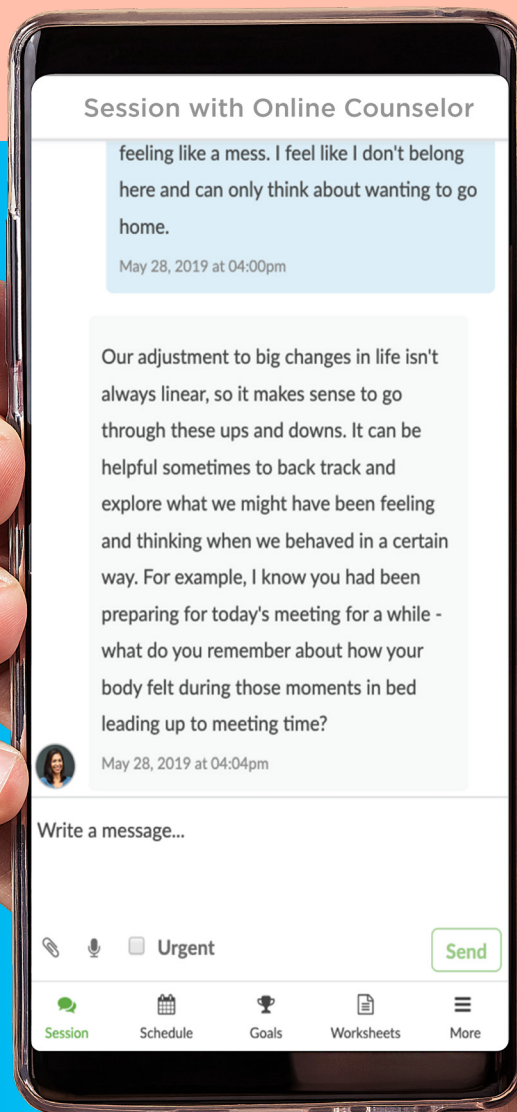 Session with Online Counselor
feeling like a mess. I feel like I don't belong
here and can only think about wanting to go
home.
May 28, 2019 at 04:00pm
Our adjustment to big changes in life isn't
always linear, so it makes sense to go
through these ups and downs. It can be
helpful sometimes to back track and
explore what we might have been feeling
and thinking when we behaved in a certain
way. For example, I know you had been
preparing for today's meeting for a while -
what do you remember about how your
body felt during those moments in bed
leading up to meeting time?
May 28, 2019 at 04:04pm
Write a message...
Urgent
Send
Session Schedule Goals Worksheets More